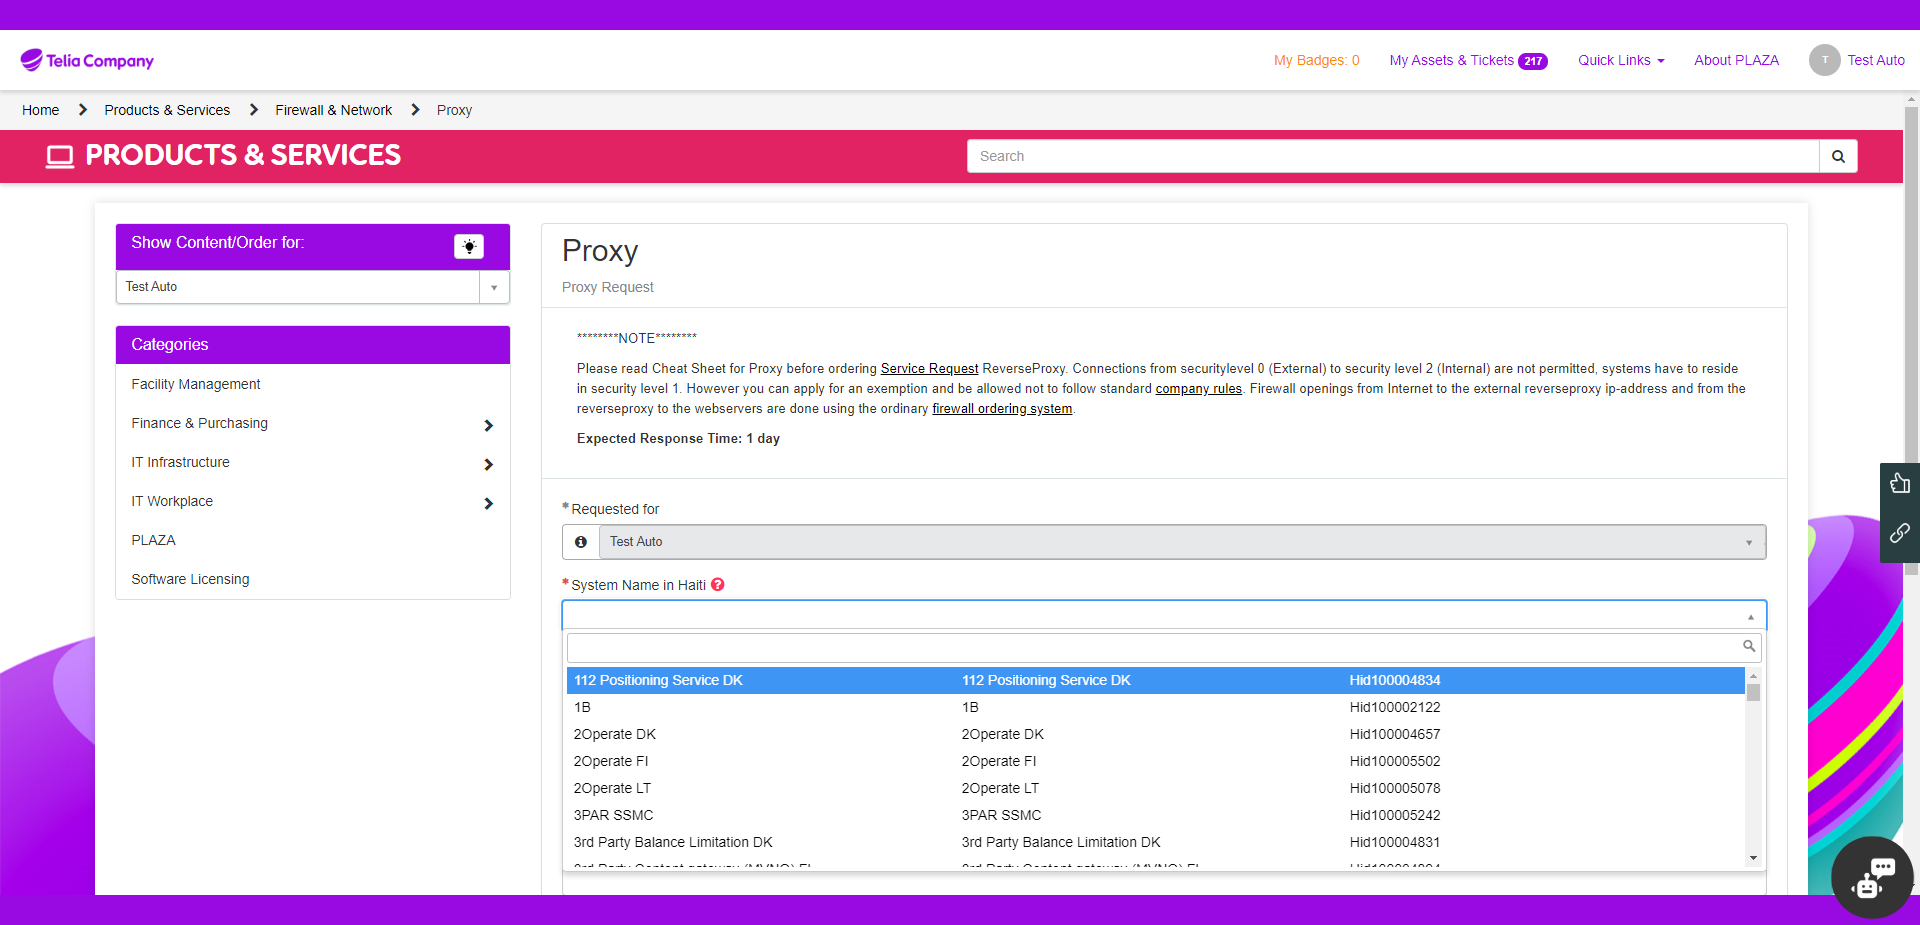 Telia Company
My Badges: 0
My Assets & Tickets 217
Quick Links
About PLAZA
T
Test Auto
Home
Products & Services
Firewall & Network
Proxy
PRODUCTS & SERVICES
Search
Show Content/Order for:
Test Auto
Categories
Facility Management
Finance & Purchasing
IT Infrastructure
IT Workplace
PLAZA
Software Licensing
Proxy
Proxy Request
********NOTE********
Please read Cheat Sheet for Proxy before ordering Service Request ReverseProxy. Connections from securitylevel 0 (External) to security level 2 (Internal) are not permitted, systems have to reside
in security level 1. However you can apply for an exemption and be allowed not to follow standard company rules. Firewall openings from Internet to the external reverseproxy ip-address and from the
reverseproxy to the webservers are done using the ordinary firewall ordering system.
Expected Response Time: 1 day
*Requested for
Test Auto
*System Name in Haiti
112 Positioning Service DK 112 Positioning Service DK Hid100004834
1B 1B Hid100002122
2Operate DK 2Operate DK Hid100004657
2Operate FI 2Operate FI Hid100005502
2Operate LT 2Operate LT Hid100005078
3PAR SSMC 3PAR SSMC Hid100005242
3rd Party Balance Limitation DK 3rd Party Balance Limitation DK Hid100004831